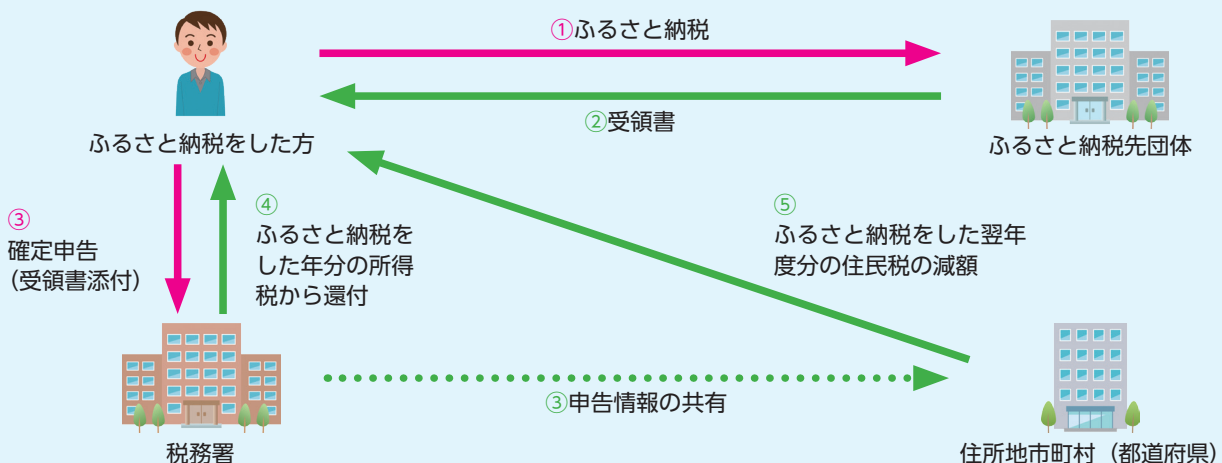 ①ふるさと納税
②受領書
ふるさと納税をした方
ふるさと納税先団体
③
確定申告
（受領書添付）
④
ふるさと納税を
した年分の所得
税から還付
⑤
ふるさと納税をした翌年
度分の住民税の減額
③申告情報の共有
税務署
住所地市町村（都道府県）